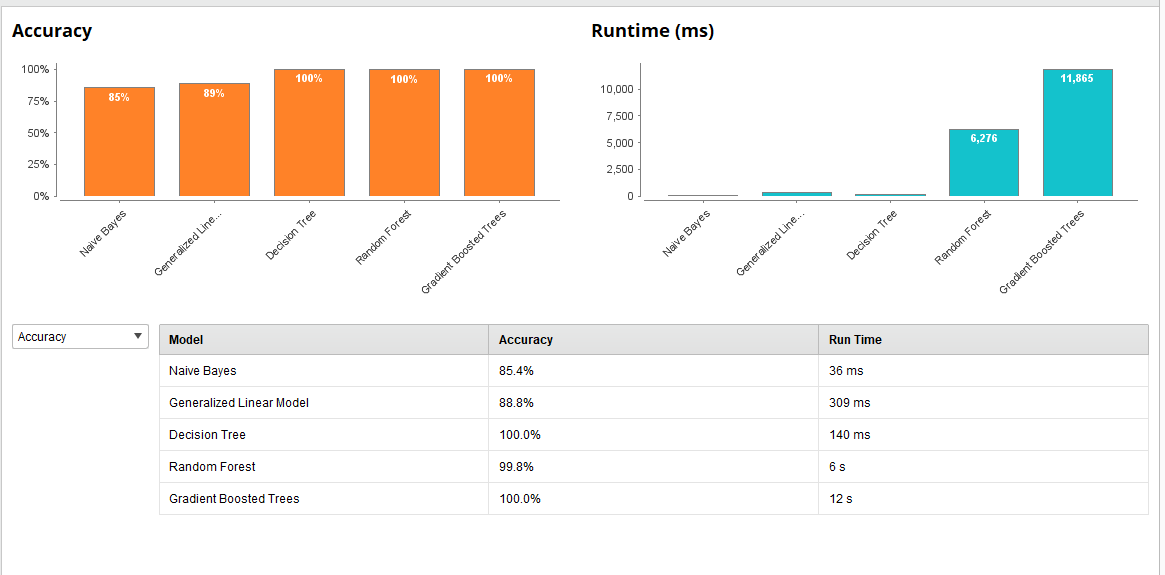 Accuracy
100%
75%
50%
25%
0%
85%
89%
100%
100%
100%
Naive Bayes
Generalized Line...
Decision Tree
Random Forest
Gradient Boosted Trees
Runtime (ms)
10,000
7,500
5,000
2,500
0
6,276
11,865
Naive Bayes
Generalized Line...
Decision Tree
Random Forest
Gradient Boosted Trees
Accuracy
Model Accuracy Run Time
Naive Bayes 85.4% 36 ms
Generalized Linear Model 88.8% 309 ms
Decision Tree 100.0% 140 ms
Random Forest 99.8% 6 s
Gradient Boosted Trees 100.0% 12 s